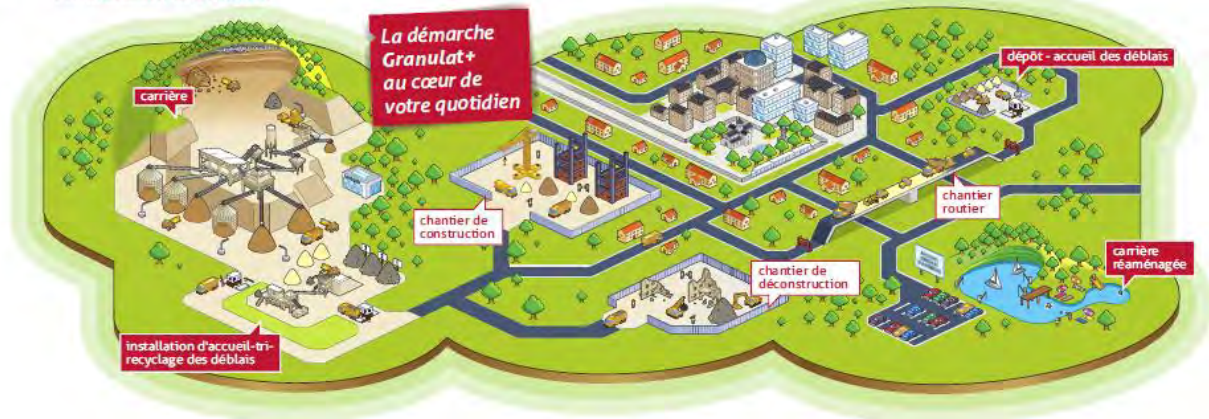 La démarche
Granulat+
au cœur de
votre quotidien
carrière
dépôt - accueil des déblais
chantier de
construction
chantier
routier
chantier de
déconstruction
carrière
réaménagée
installation d'accueil-tri-
recyclage des déblais